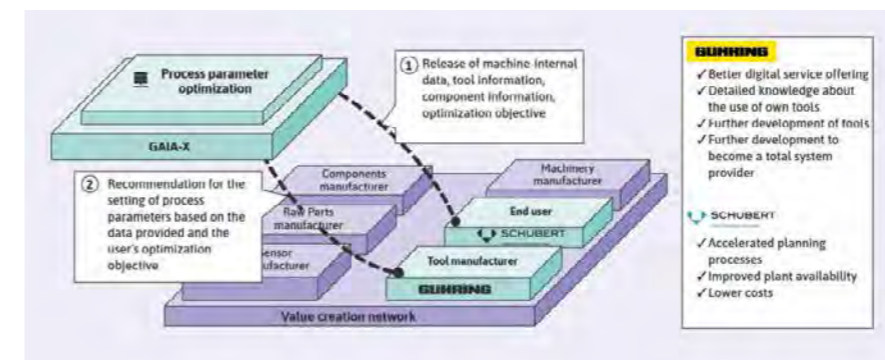 Process parameter
optimization
GAIA-X
① Release of machine-internal
data, tool information,
component information,
optimization objective
② Recommendation for the
setting of process
parameters based on the
data provided and the
user's optimization
objective
Components
manufacturer
Machinery
manufacturer
Raw Parts
manufacturer
End user
SCHUBERT
Sensor
Tool manufacturer
GUHRING
Value creation network
GUHRING
✓ Better digital service offering
✓ Detailed knowledge about
the use of own tools
✓ Further development of tools
✓ Further development to
become a total system
provider
SCHUBERT
✓ Accelerated planning
processes
✓ Improved plant availability
✓ Lower costs